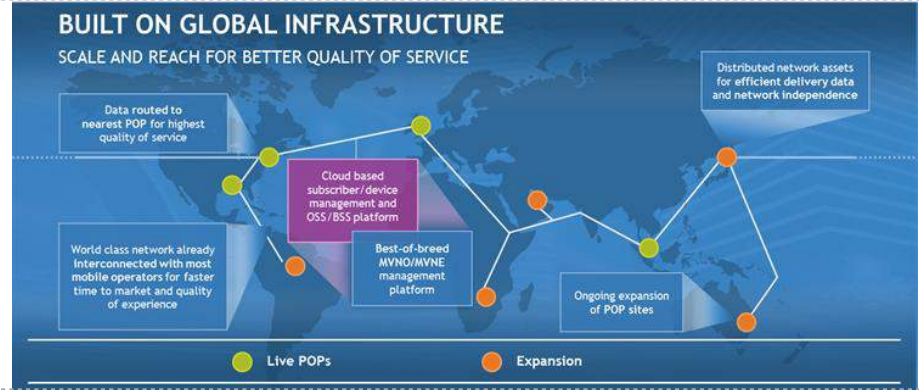 BUILT ON GLOBAL INFRASTRUCTURE
SCALE AND REACH FOR BETTER QUALITY OF SERVICE
Distributed network assets
for efficient delivery data
and network independence
Data routed to
nearest POP for highest
quality of service
Cloud based
subscriber/device
management and
OSS/BSS platform
World class network already
interconnected with most
mobile operators for faster
time to market and quality
of experience
Best-of-breed
MVNO/MVNE
management
platform
Ongoing expansion
of POP sites
Live POPs
Expansion